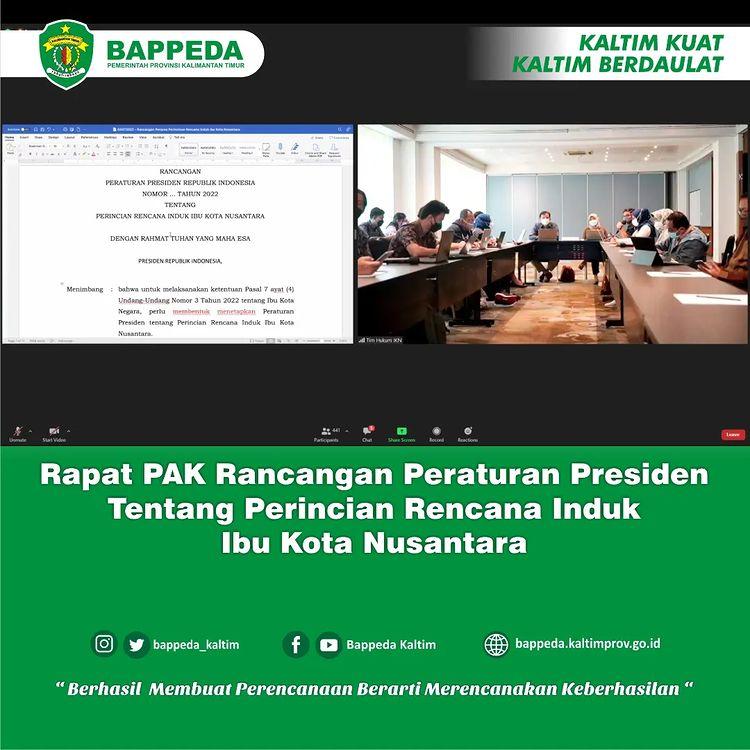 BAPPEDA
PEMERINTAH PROVINSI KALIMANTAN TIMUR
KALTIM KUAT
KALTIM BERDAULAT
RANCANGAN
PERATURAN PRESIDEN REPUBLIK INDONESIA
NOMOR ... TAHUN 2022
TENTANG
PERINCIAN RENCANA INDUK IBU KOTA NUSANTARA
DENGAN RAHMAT TUHAN YANG MAHA ESA
PRESIDEN REPUBLIK INDONESIA,
Menimbang : bahwa untuk melaksanakan ketentuan Pasal 7 ayat (4)
Undang-Undang Nomor 3 Tahun 2022 tentang Ibu Kota
Negara, perlu membentuk menetapkan Peraturan
Presiden tentang Perincian Rencana Induk Ibu Kota
Nusantara.
Tim Hukum IKN
Unmute
Start Video
Participants
441
Chat
Share Screen
Record
Reactions
Leave
Rapat PAK Rancangan Peraturan Presiden
Tentang Perincian Rencana Induk
Ibu Kota Nusantara
bappeda_kaltim
Bappeda Kaltim
bappeda.kaltimprov.go.id
“ Berhasil Membuat Perencanaan Berarti Merencanakan Keberhasilan “